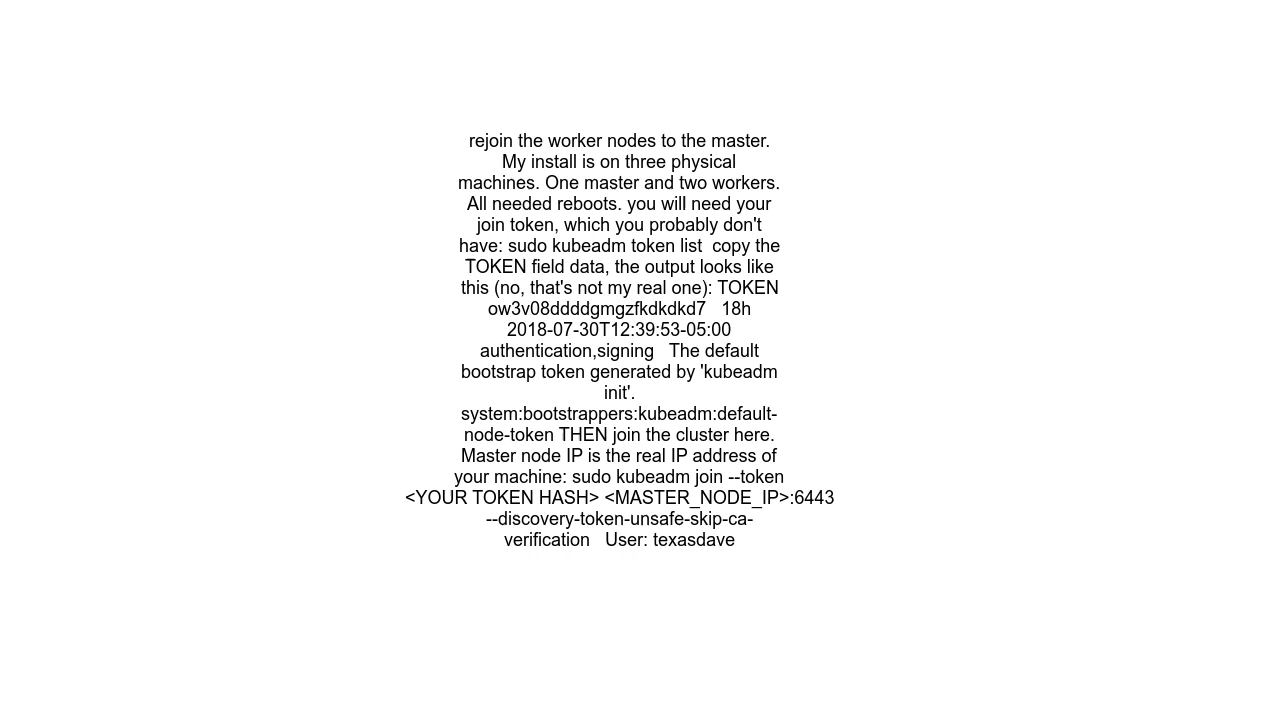 rejoin the worker nodes to the master.
My install is on three physical
machines. One master and two workers.
All needed reboots. you will need your
join token, which you probably don't
have: sudo kubeadm token list  copy the
TOKEN field data, the output looks like
this (no, that's not my real one): TOKEN
ow3v08ddddgmgzfkdkdkd7   18h
2018-07-30T12:39:53-05:00
authentication,signing   The default
bootstrap token generated by 'kubeadm
init'.
system:bootstrappers:kubeadm:default-
node-token THEN join the cluster here.
Master node IP is the real IP address of
your machine: sudo kubeadm join --token
<YOUR TOKEN HASH> <MASTER_NODE_IP>:6443
--discovery-token-unsafe-skip-ca-
verification   User: texasdave